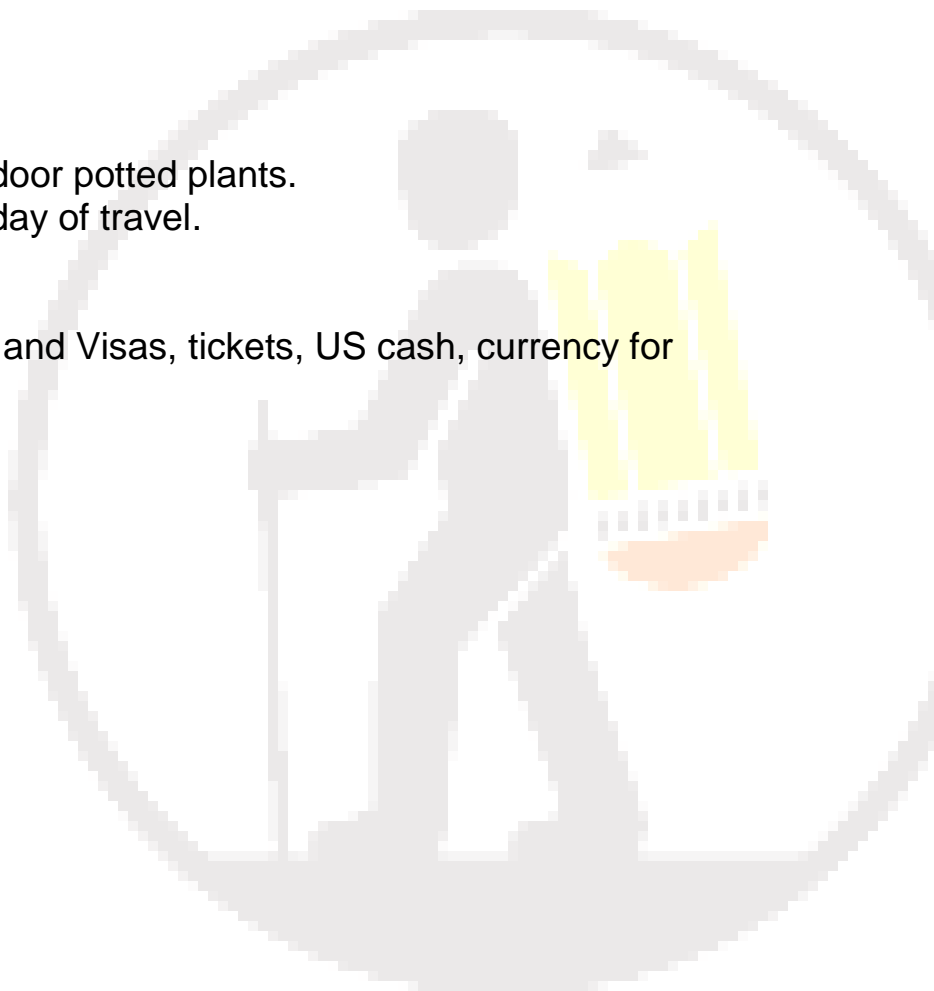 door potted plants.
day of travel.
and Visas, tickets, US cash, currency for